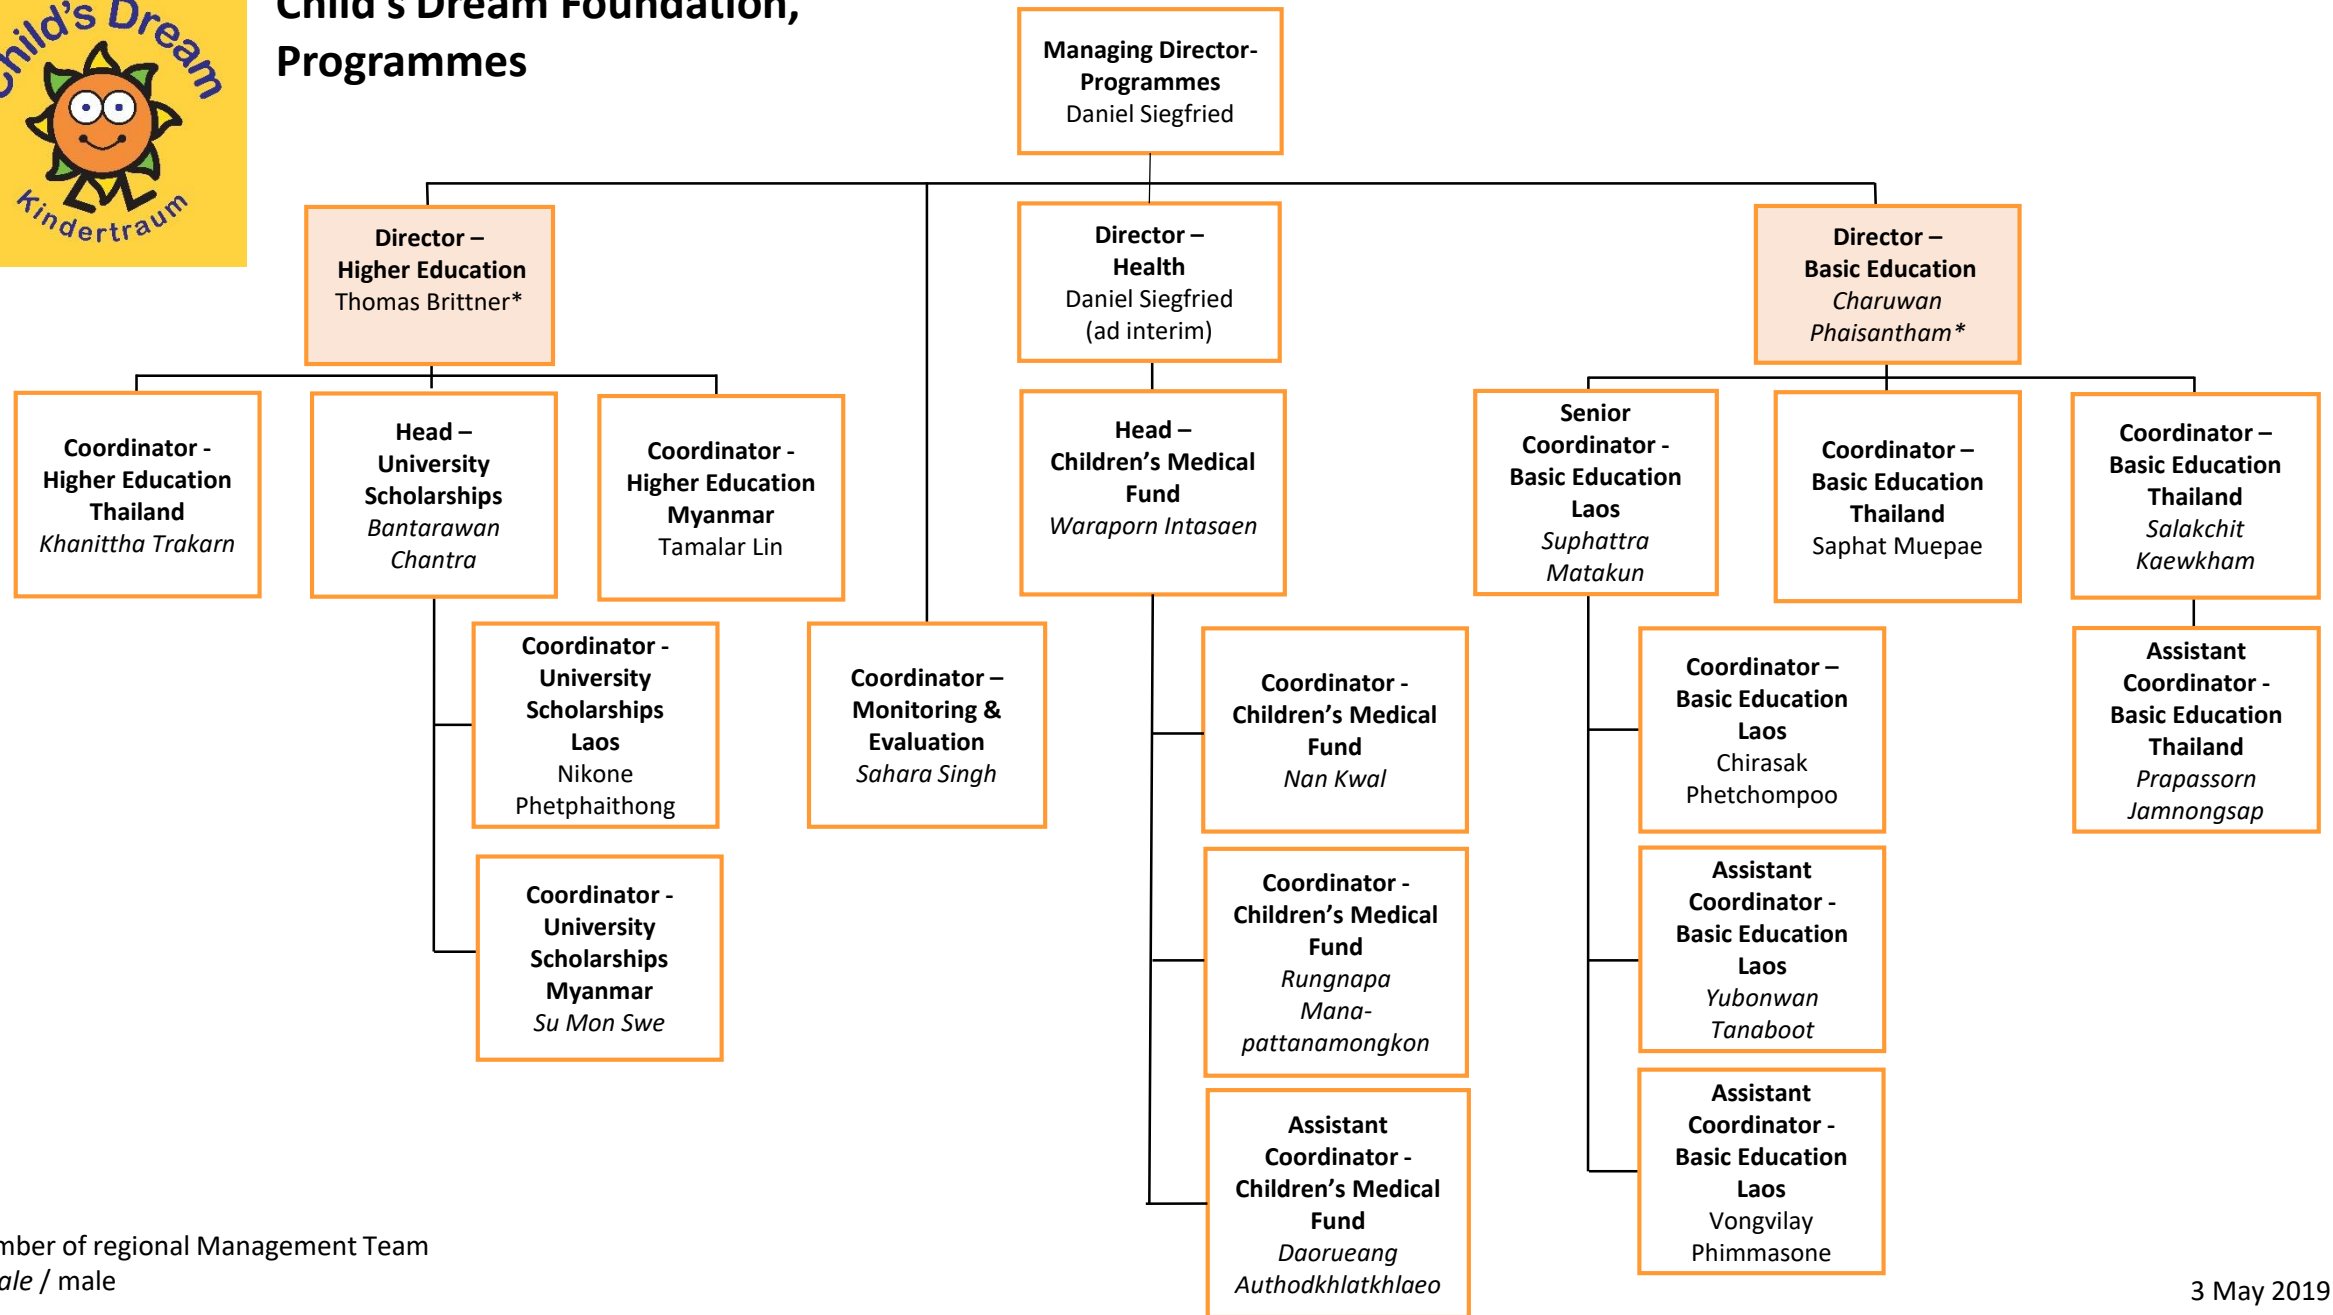 Child's Dream
Kindertraum
Child's Dream Foundation,
Programmes
Managing Director-
Programmes
Daniel Siegfried
Director –
Higher Education
Thomas Brittner*
Director –
Health
Daniel Siegfried
(ad interim)
Director –
Basic Education
Charuwan
Phaisantham*
Coordinator -
Higher Education
Thailand
Khanittha Trakarn
Head –
University
Scholarships
Bantarawan
Chantra
Coordinator -
Higher Education
Myanmar
Tamalar Lin
Head –
Children’s Medical
Fund
Waraporn Intasaen
Senior
Coordinator -
Basic Education
Laos
Suphattra
Matakun
Coordinator –
Basic Education
Thailand
Saphat Muepae
Coordinator –
Basic Education
Thailand
Salakchit
Kaewkham
Coordinator -
University
Scholarships
Laos
Nikone
Phetphaithong
Coordinator –
Monitoring &
Evaluation
Sahara Singh
Coordinator -
Children’s Medical
Fund
Nan Kwal
Coordinator –
Basic Education
Laos
Chirasak
Phetchompoo
Assistant
Coordinator -
Basic Education
Thailand
Prapassorn
Jamnongsap
Coordinator -
University
Scholarships
Myanmar
Su Mon Swe
Coordinator -
Children’s Medical
Fund
Rungnapa
Mana-
pattanamongkon
Assistant
Coordinator -
Basic Education
Laos
Yubonwan
Tanaboot
Assistant
Coordinator -
Children’s Medical
Fund
Daorueang
Authodkhlatkhlaeo
Assistant
Coordinator -
Basic Education
Laos
Vongvilay
Phimmasone
mber of regional Management Team
ale / male
3 May 2019